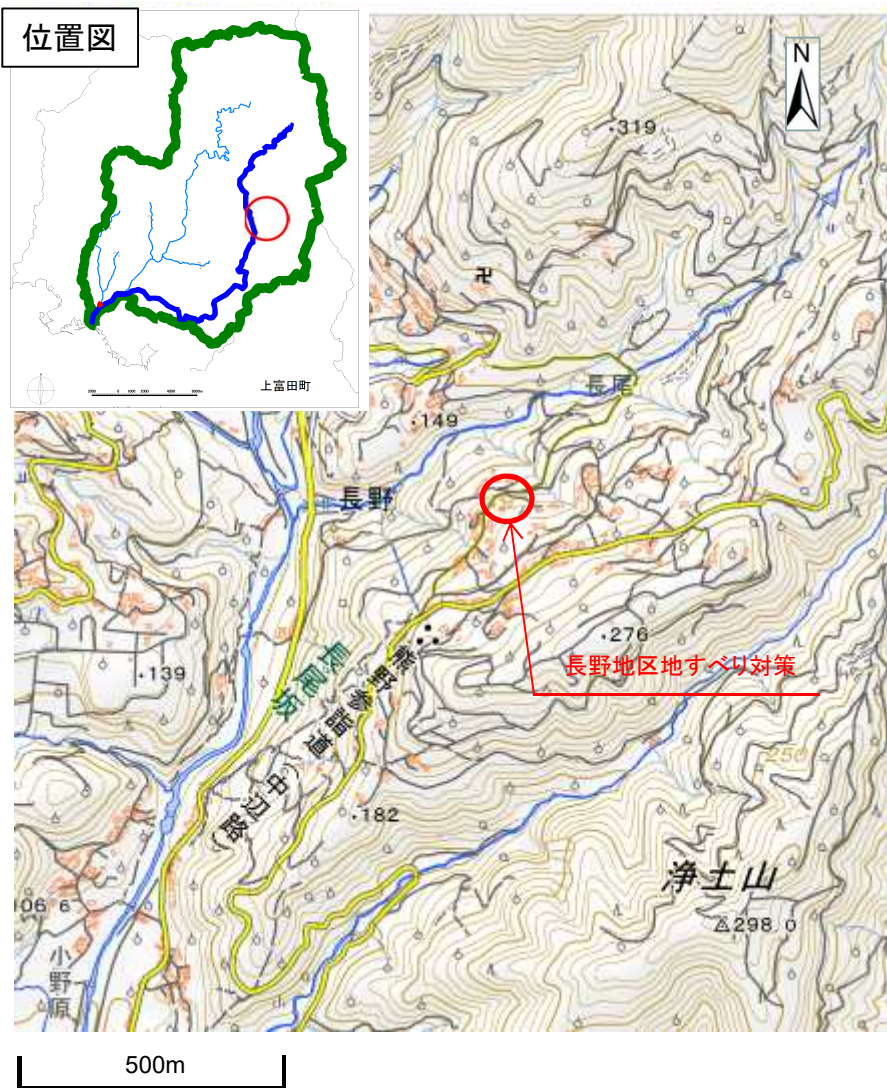 位置図
N
・319
上富田町
長尾
・149
長野
長尾坂
熊野参詣道(中辺路)
・276
長野地区地すべり対策
・139
250
・182
浄土山
298.0
106 6
小野原
500m